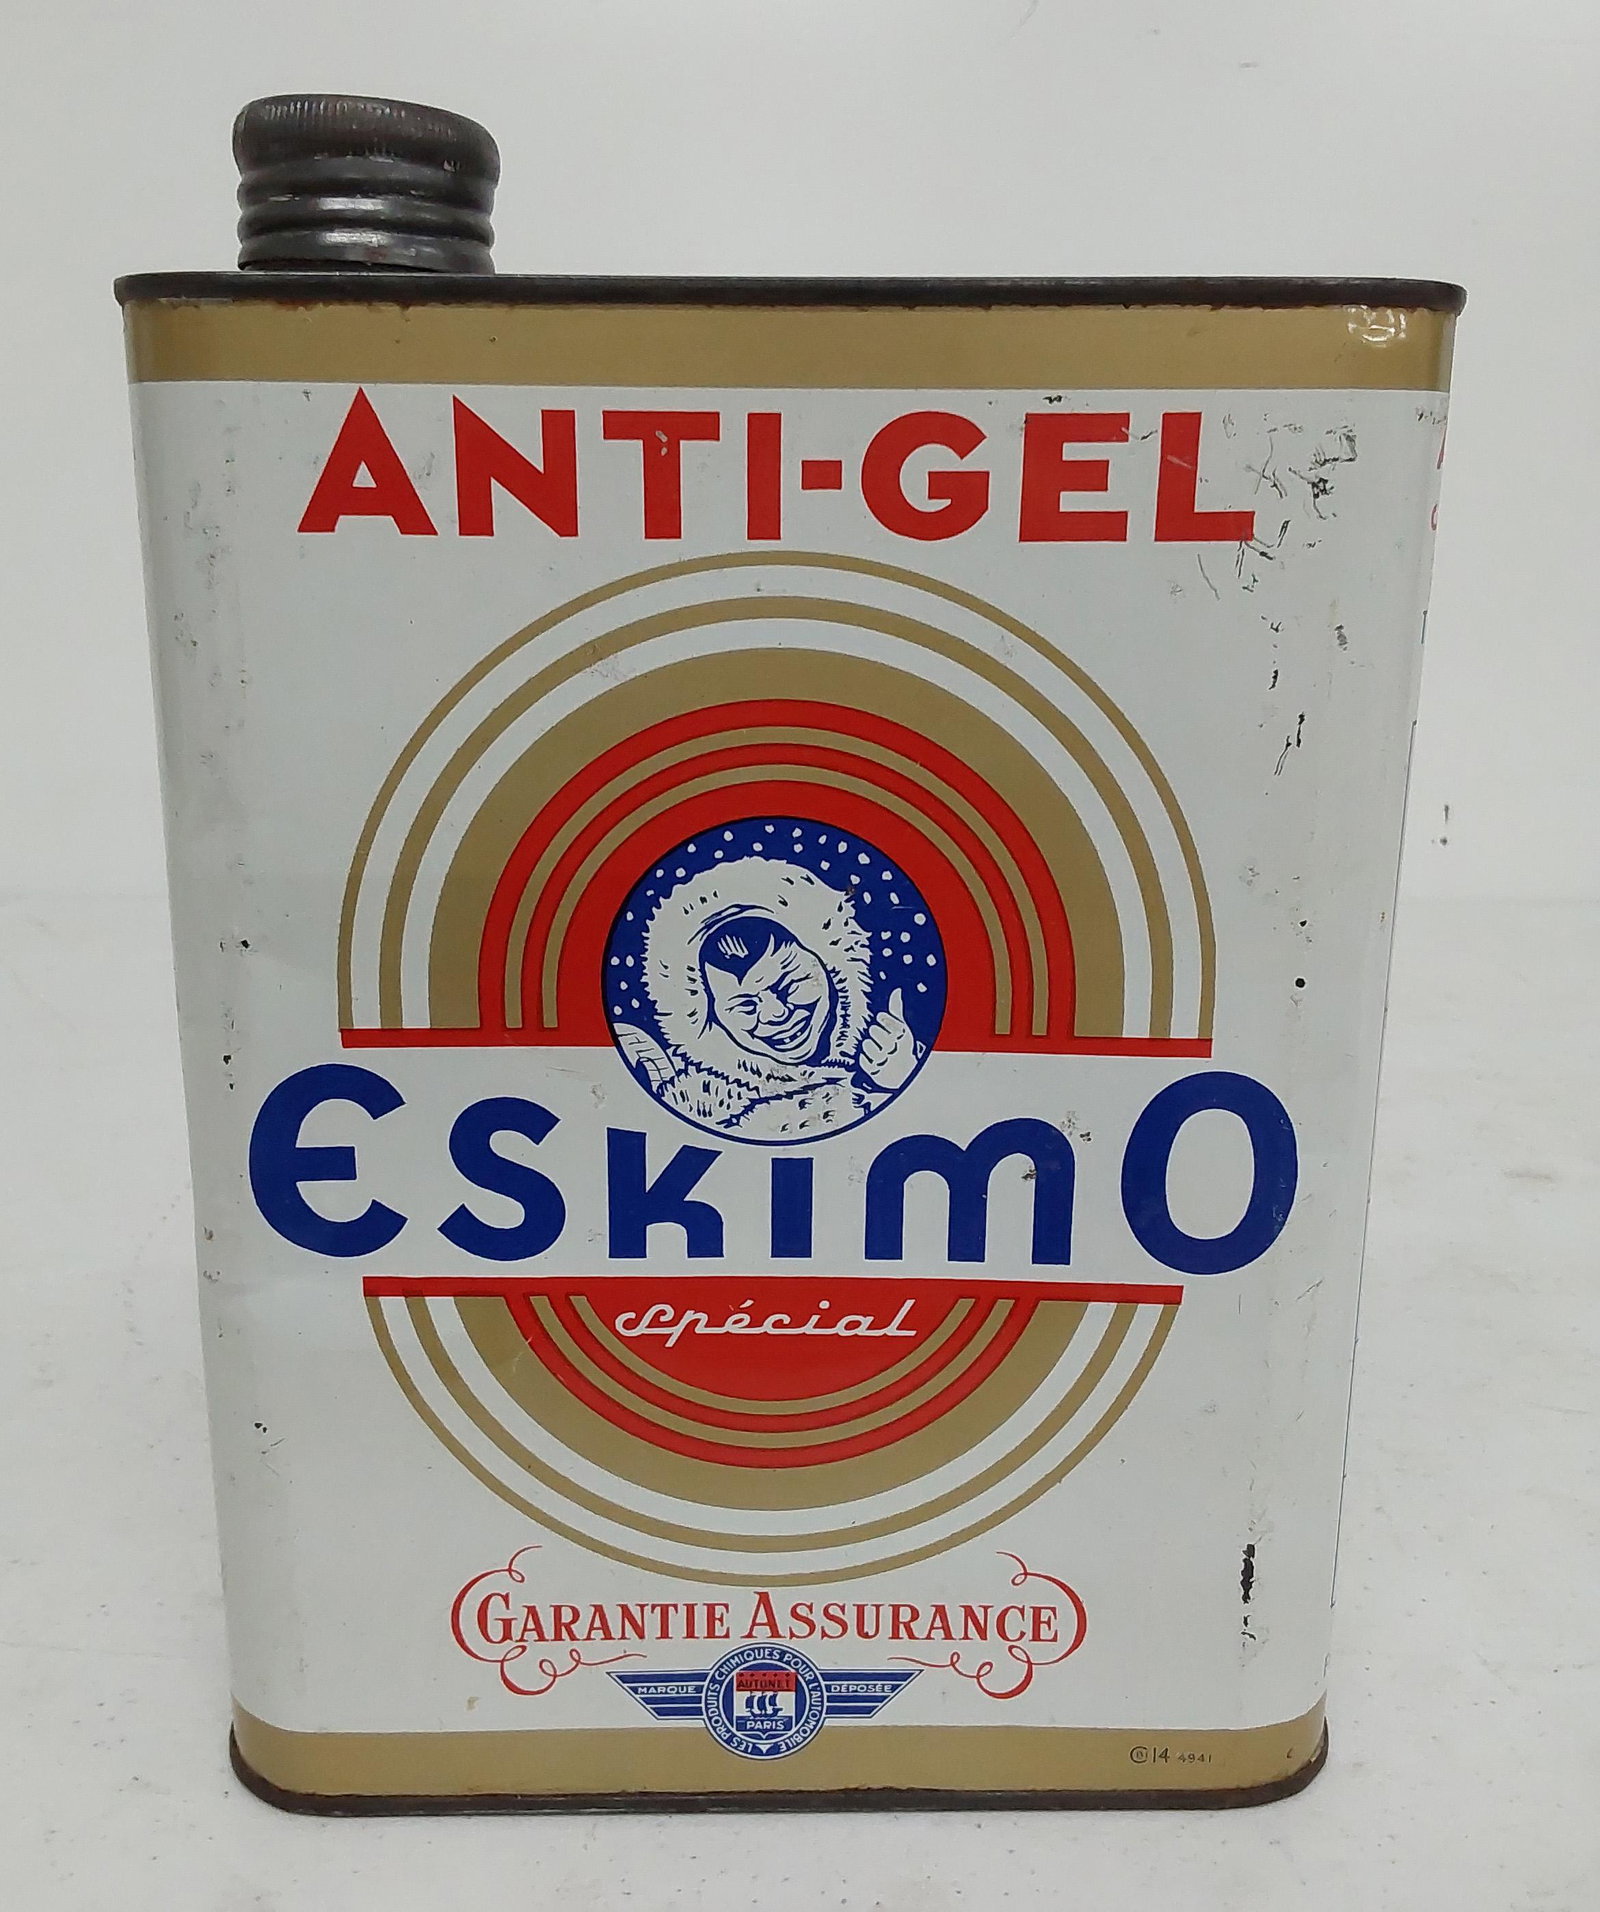 ANTI-GEL
ESKIMO
Spécial
GARANTIE ASSURANCE
LES PRODUITS CHIMIQUES POUR L'AUTOMOBILE
MARQUE DÉPOSÉE
AUTONET
PARIS
14 4941